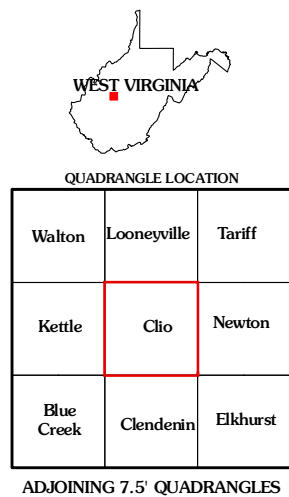 WEST VIRGINIA
QUADRANGLE LOCATION
Walton Looneyville Tariff
Kettle Clio Newton
Blue
Creek Clendenin Elkhurst
ADJOINING 7.5' QUADRANGLES